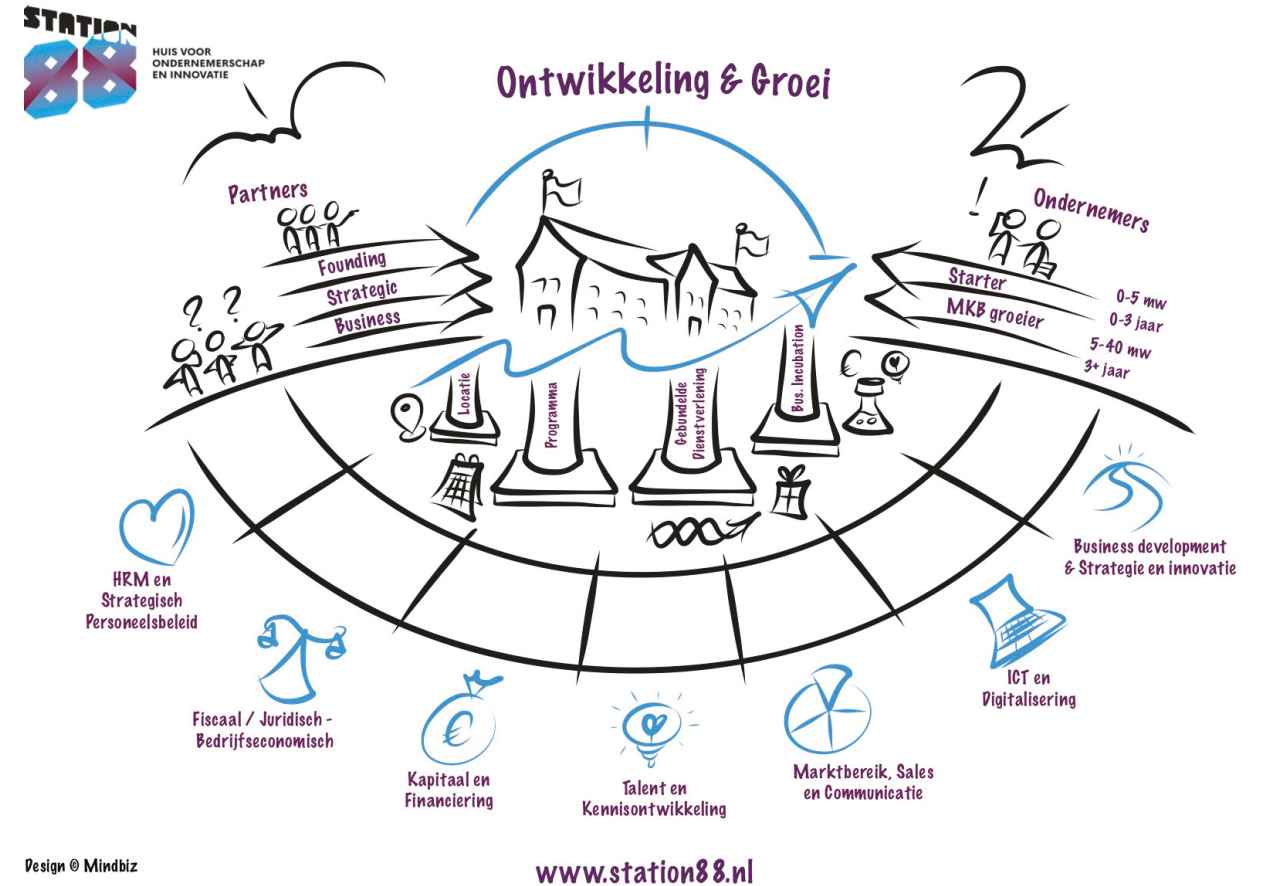 STATION
88
HUIS VOOR
ONDERNEMERSCHAP
EN INNOVATIE
Ontwikkeling & Groei
Partners
Founding
Strategic
Business
? ?
!
Ondernemers
Starter
MKB groeier
0-5 mw
0-3 jaar
5-40 mw
3+ jaar
Locatie
Programma
Gebundelde
Dienstverlening
Bus. Incubation
€
HRM en
Strategisch
Personeelsbeleid
Fiscaal / Juridisch -
Bedrijfseconomisch
€
Kapitaal en
Financiering
Talent en
Kennisontwikkeling
Marktbereik, Sales
en Communicatie
ICT en
Digitalisering
Business development
& Strategie en innovatie
Design © Mindbiz
www.station88.nl